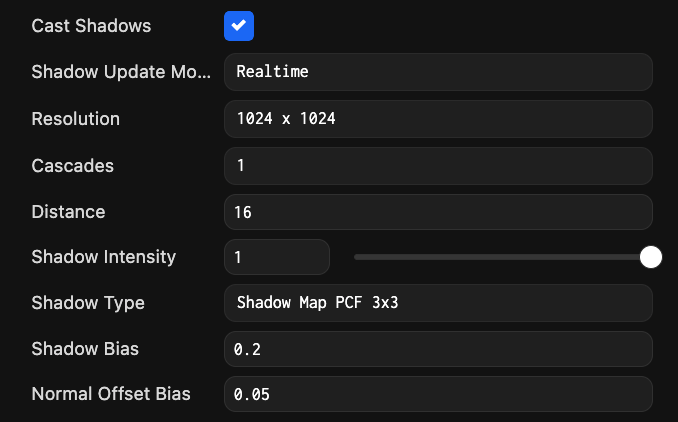 Cast Shadows
Shadow Update Mo... Realtime
Resolution 1024 x 1024
Cascades 1
Distance 16
Shadow Intensity 1
Shadow Type Shadow Map PCF 3x3
Shadow Bias 0.2
Normal Offset Bias 0.05